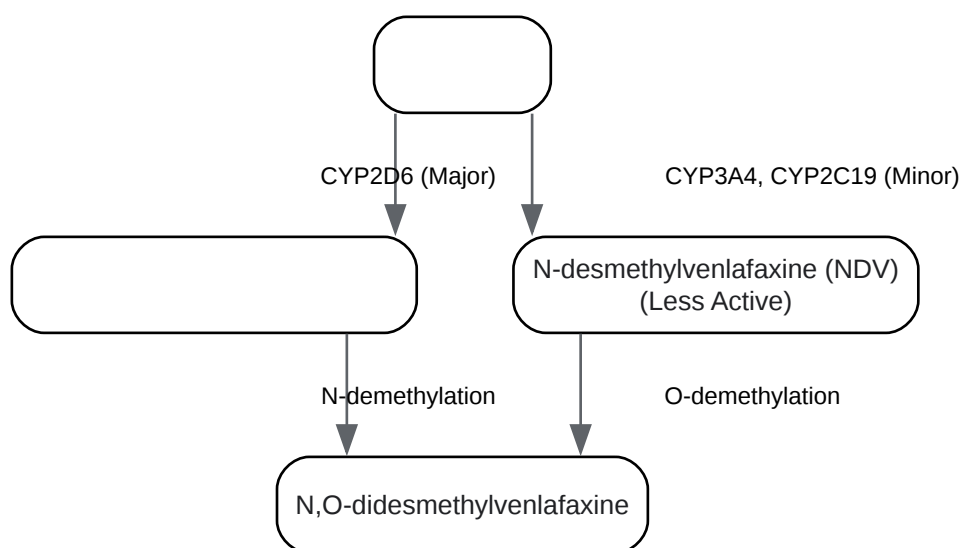 CYP2D6 (Major)
CYP3A4, CYP2C19 (Minor)
N-desmethylvenlafaxine (NDV)
(Less Active)
N-demethylation
O-demethylation
N,O-didesmethylvenlafaxine